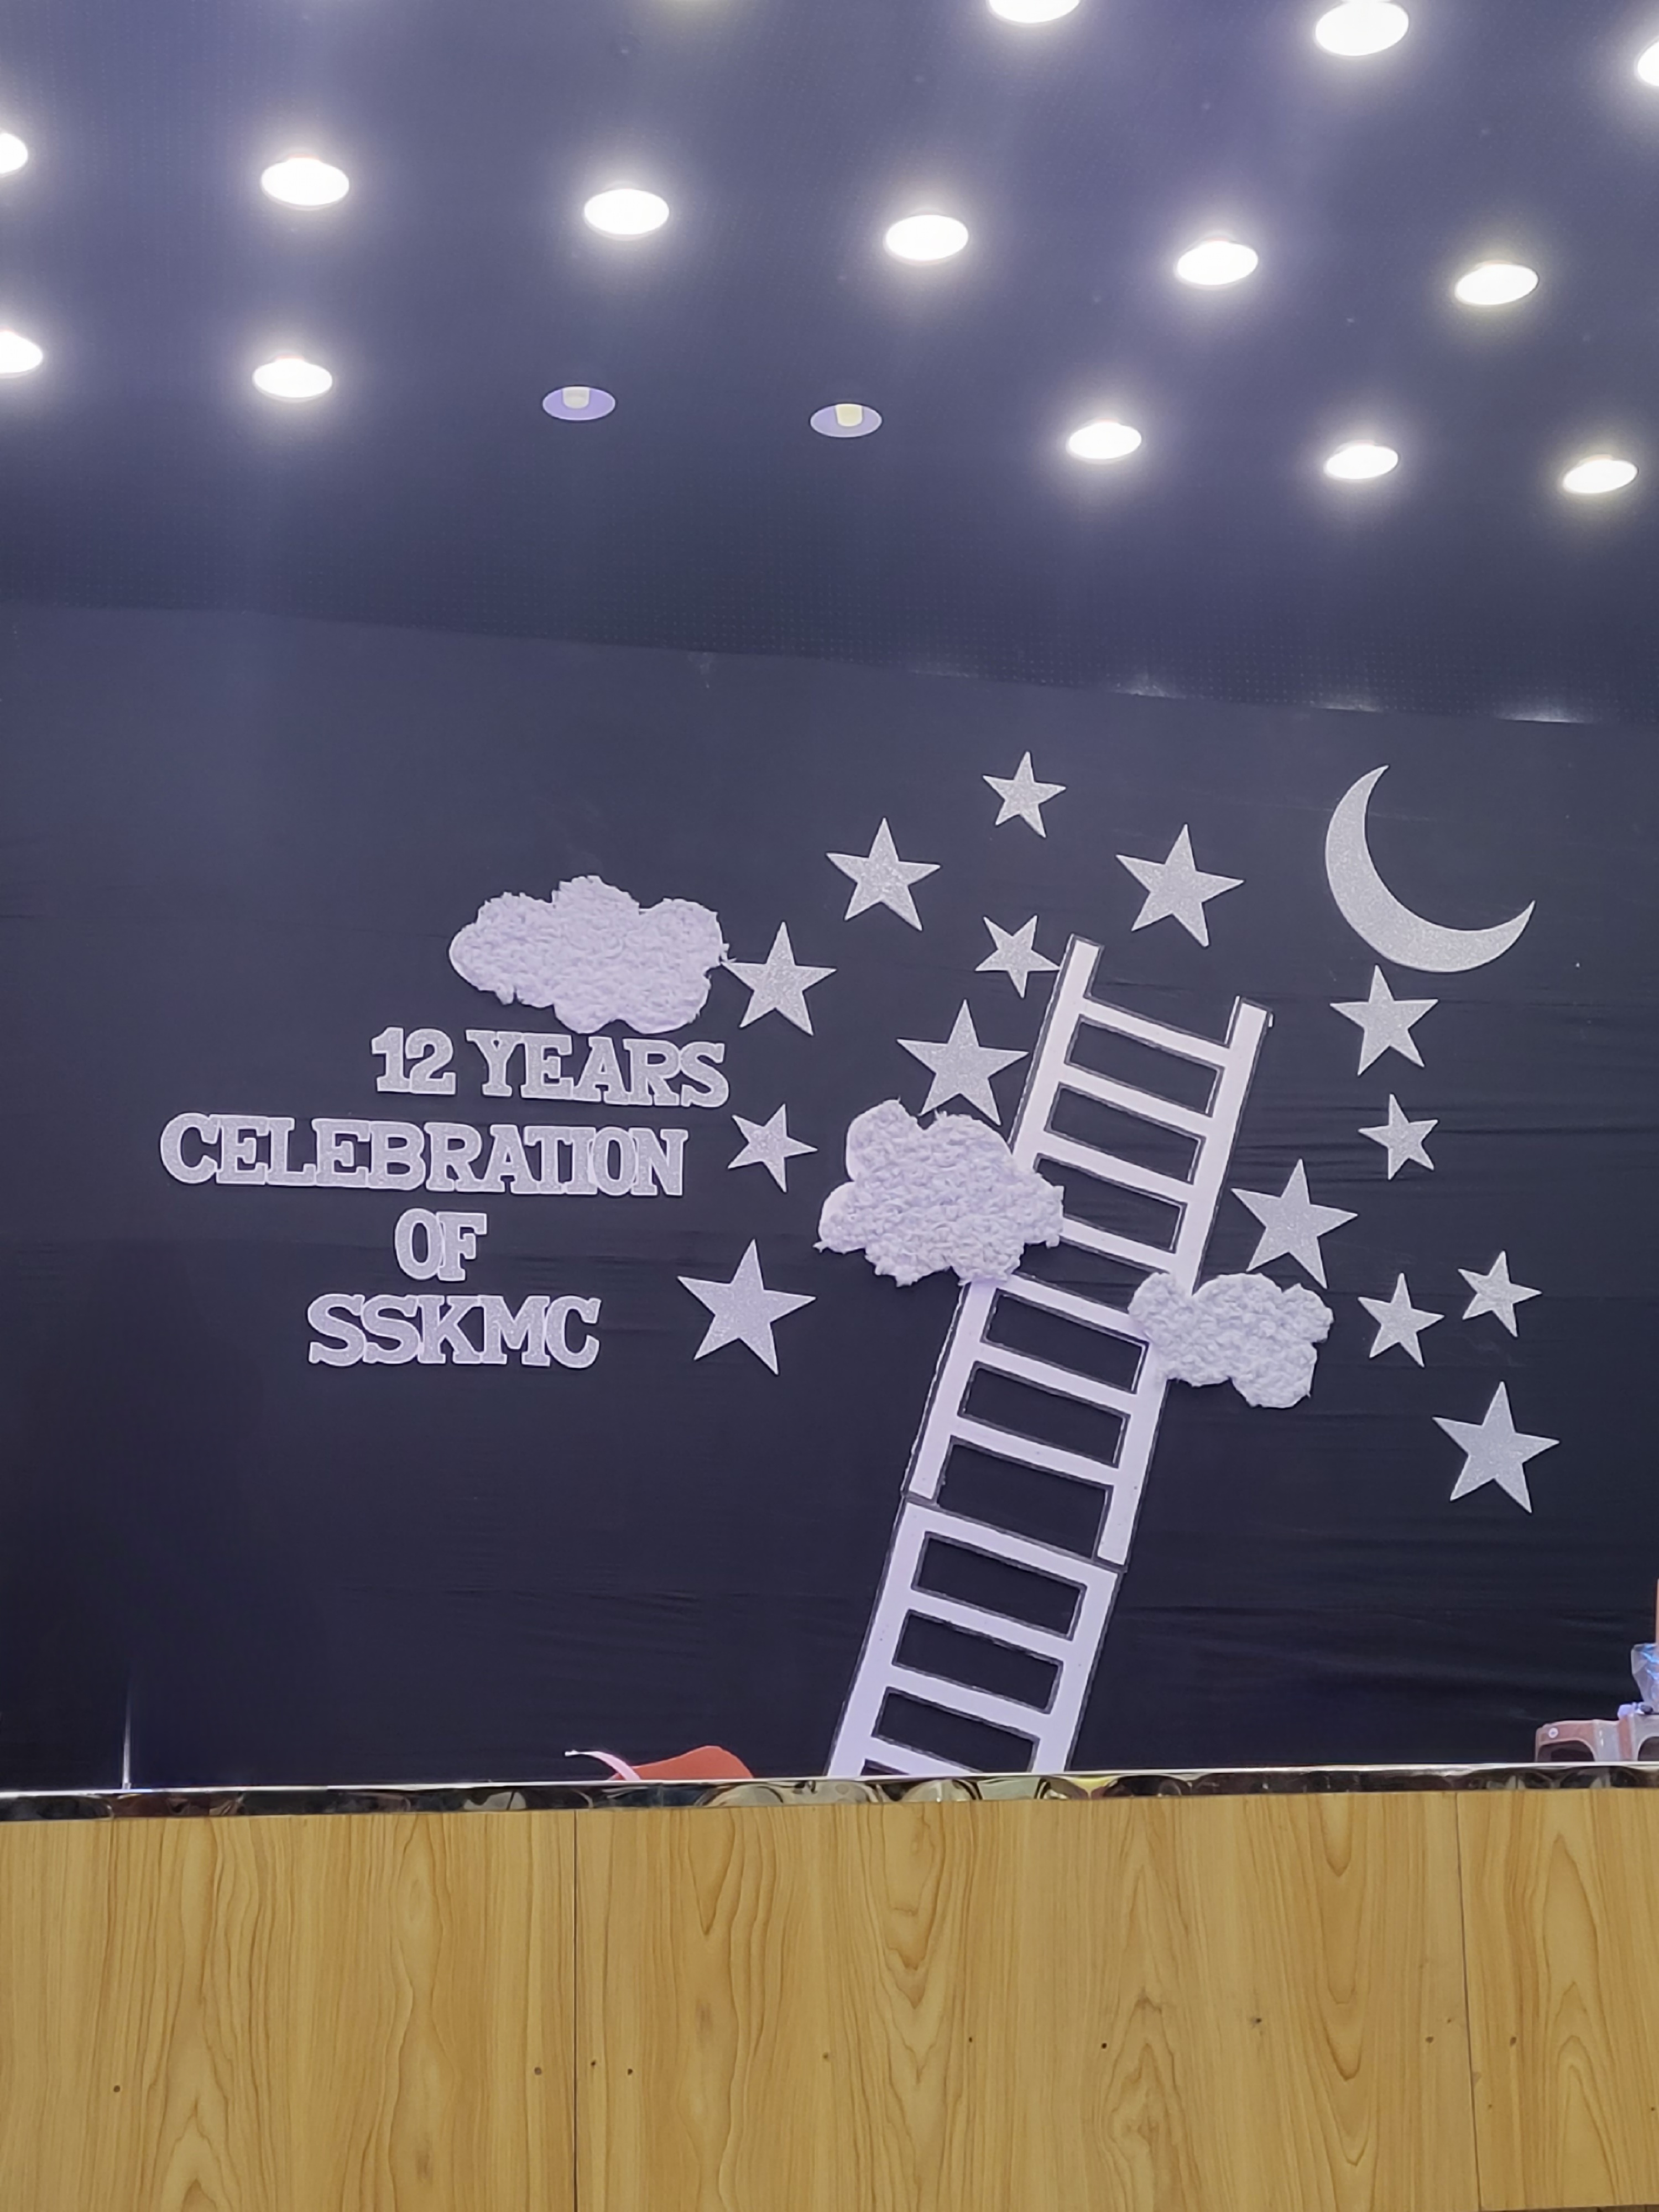 12 YEARS
CELEBRATION
OF
SSKMC